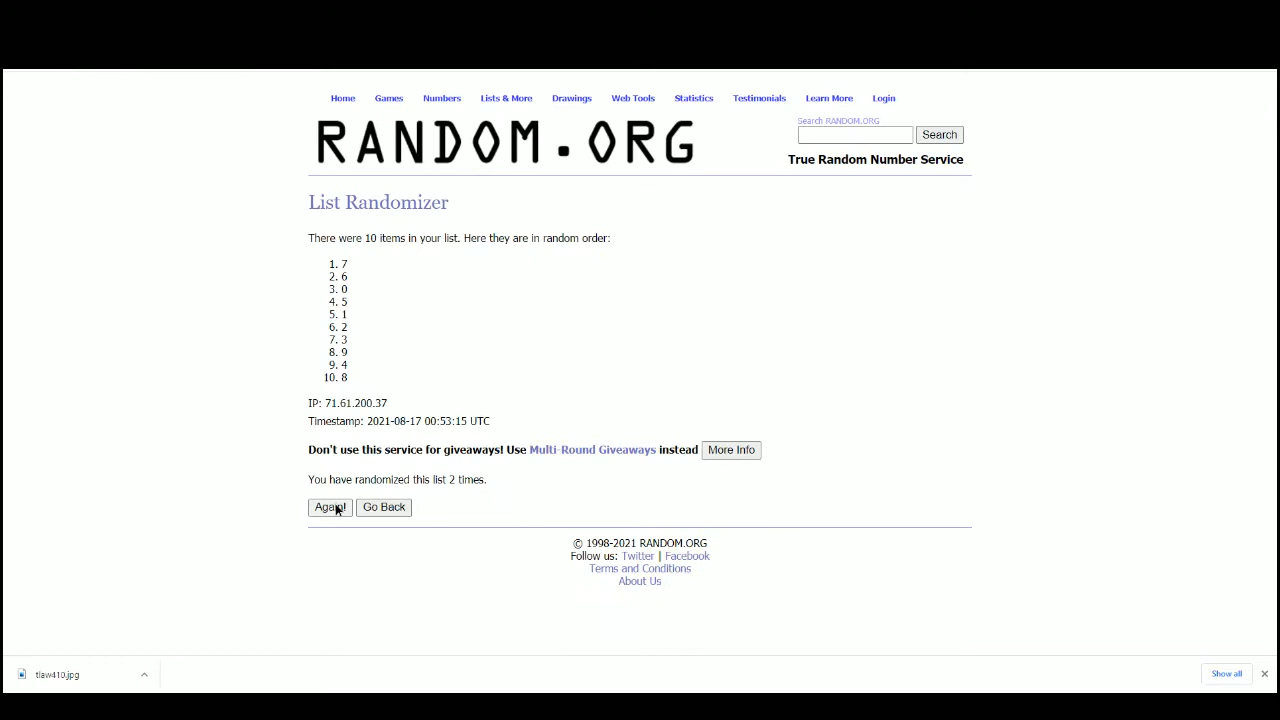 Home Games Numbers Lists & More Drawings Web Tools Statistics Testimonials Learn More Login
RANDOM.ORG
Search RANDOM.ORG
Search
True Random Number Service
List Randomizer
There were 10 items in your list. Here they are in random order:
1. 7
2. 6
3. 0
4. 5
5. 1
6. 2
7. 3
8. 9
9. 4
10. 8
IP: 71.61.200.37
Timestamp: 2021-08-17 00:53:15 UTC
Don't use this service for giveaways! Use Multi-Round Giveaways instead More Info
You have randomized this list 2 times.
Again! Go Back
© 1998-2021 RANDOM.ORG
Follow us: Twitter | Facebook
Terms and Conditions
About Us
tlaw410.jpg
Show all